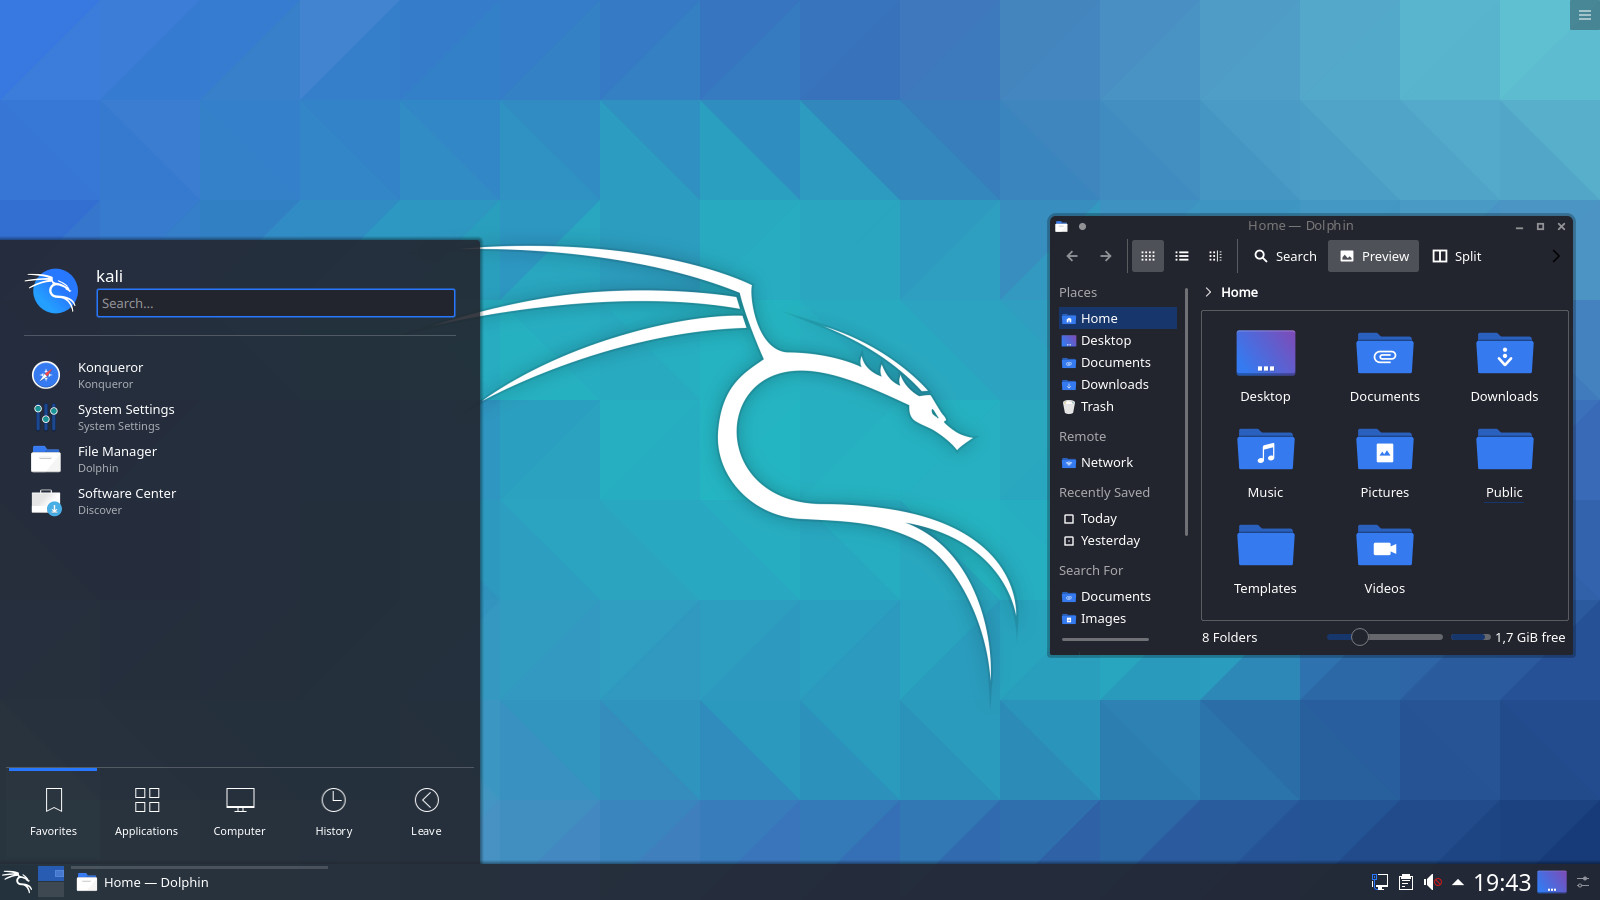 kali
Search...
Konqueror
Konqueror
System Settings
System Settings
File Manager
Dolphin
Software Center
Discover
Favorites
Applications
Computer
History
Leave
Home — Dolphin
Search
Preview
Split
Places
Home
Desktop
Documents
Downloads
Trash
Remote
Network
Recently Saved
Today
Yesterday
Search For
Documents
Images
Home
Desktop
Documents
Downloads
Music
Pictures
Public
Templates
Videos
8 Folders
1,7 GiB free
Home — Dolphin
19:43